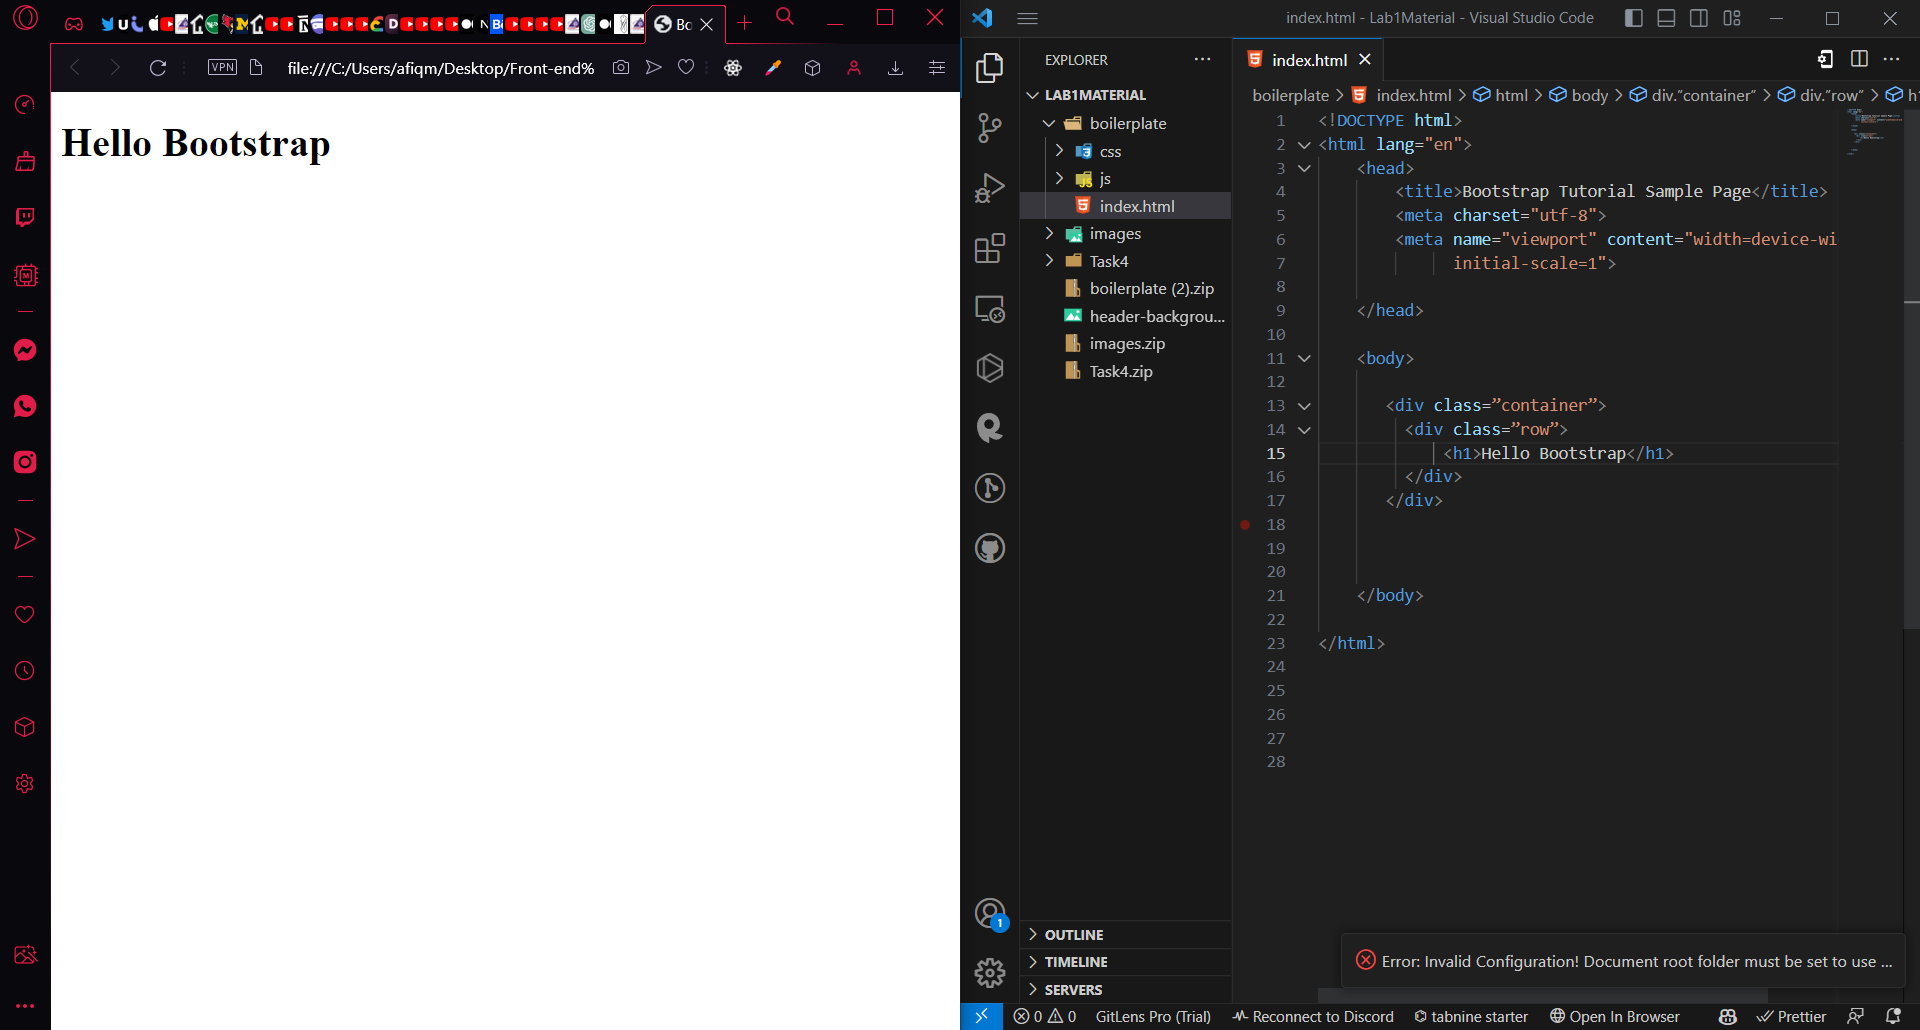 Bo
VPN
file:///C:/Users/afiqm/Desktop/Front-end%
Hello Bootstrap
index.html - Lab1Material - Visual Studio Code
EXPLORER
LAB1MATERIAL
boilerplate
css
js
index.html
images
Task4
boilerplate (2).zip
header-backgrou...
images.zip
Task4.zip
OUTLINE
TIMELINE
SERVERS
index.html
boilerplate > index.html > html > body > div."container" > div."row" > h
1 <!DOCTYPE html>
2 <html lang="en">
3 <head>
4 <title>Bootstrap Tutorial Sample Page</title>
5 <meta charset="utf-8">
6 <meta name="viewport" content="width=device-wi
7 initial-scale=1">
8
9 </head>
10
11 <body>
12
13 <div class=”container”>
14 <div class=”row”>
15 <h1>Hello Bootstrap</h1>
16 </div>
17 </div>
18
19
20
21 </body>
22
23 </html>
24
25
26
27
28
1
Error: Invalid Configuration! Document root folder must be set to use ...
0 0 GitLens Pro (Trial) Reconnect to Discord tabnine starter Open In Browser Prettier